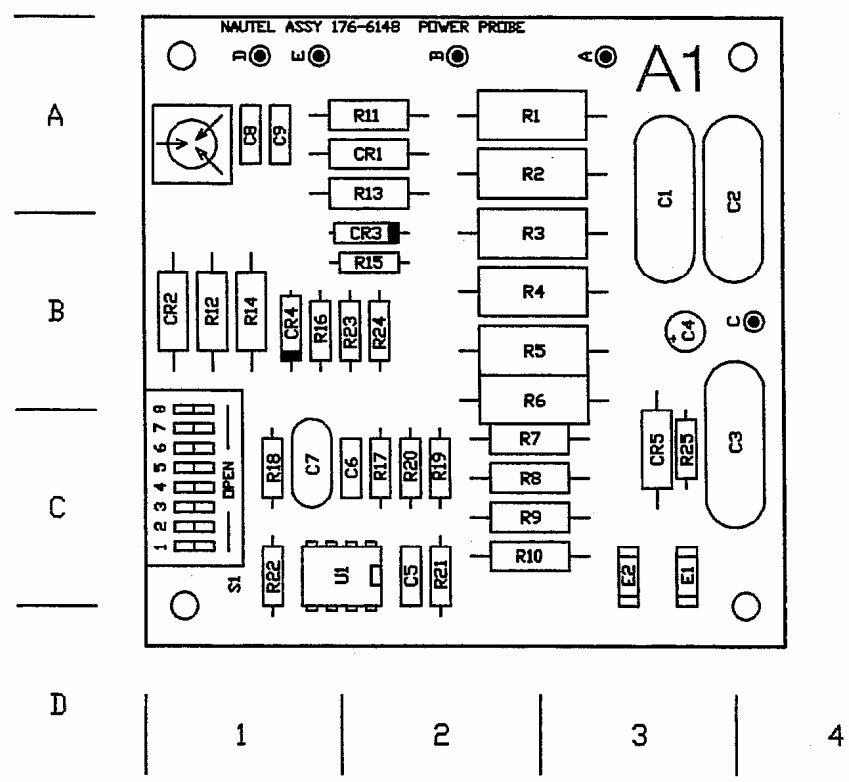 NAUTEL ASSY 176-6148 POWER PROBE
D E B A
A1
A
C8 C9 R11 R1
CR1
R2
R13
C1 C2
CR3 R3
R15
B
CR2 R12 R14 R4
CR4 R16 R23 R24 C4 C
R5
R6
8
7 R7
6 R18 C7 C6 R17 R20 R19 CR5 R25 C3
5 R8
4 OPEN
3 R9
2
1 R10
C
R22 U1 C5 R21 E2 E1
S1
D
1 2 3 4